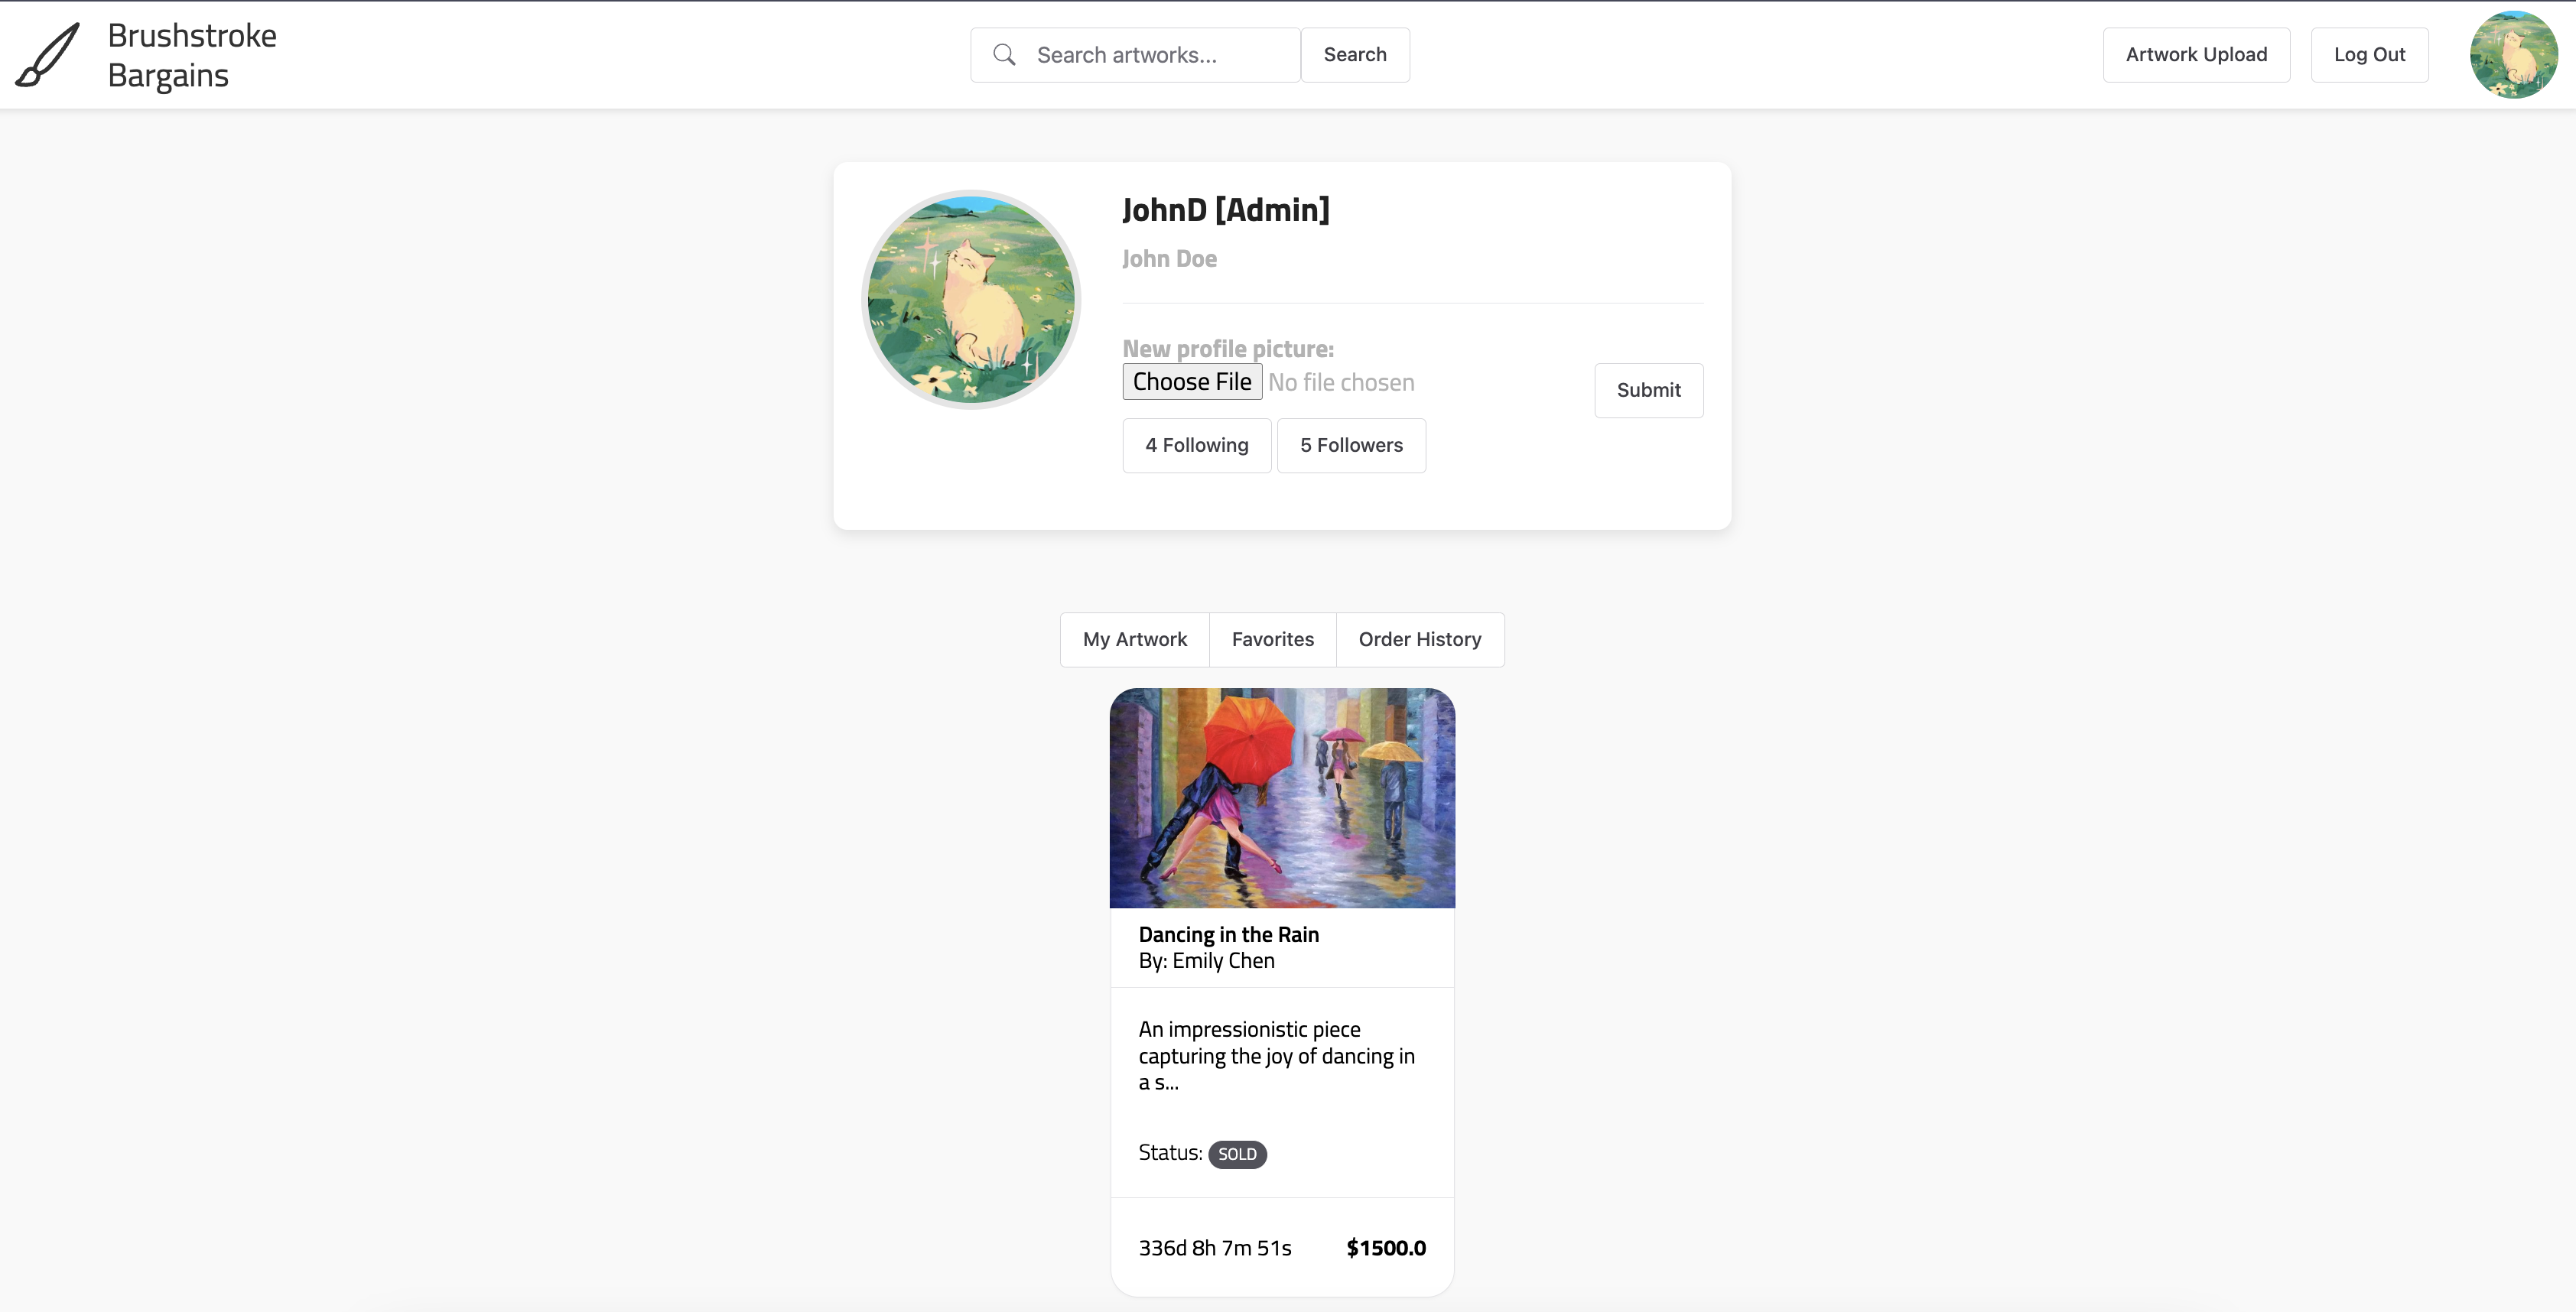 Brushstroke
Bargains
Search artworks...
Search
Artwork Upload
Log Out
JohnD [Admin]
John Doe
New profile picture:
Choose File No file chosen
Submit
4 Following
5 Followers
My Artwork
Favorites
Order History
Dancing in the Rain
By: Emily Chen
An impressionistic piece
capturing the joy of dancing in
a s...
Status: SOLD
336d 8h 7m 51s
$1500.0